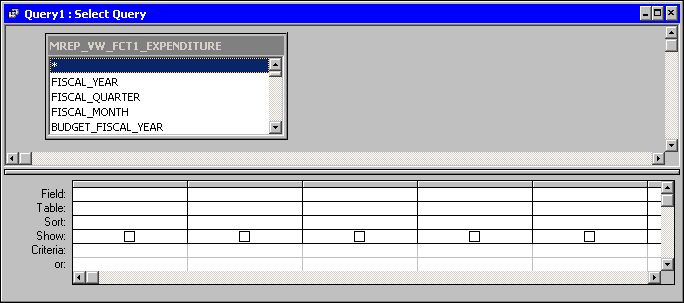 Query1 : Select Query
MREP_VW_FCT1_EXPENDITURE
*
FISCAL_YEAR
FISCAL_QUARTER
FISCAL_MONTH
BUDGET_FISCAL_YEAR
Field:
Table:
Sort:
Show:
Criteria:
or: